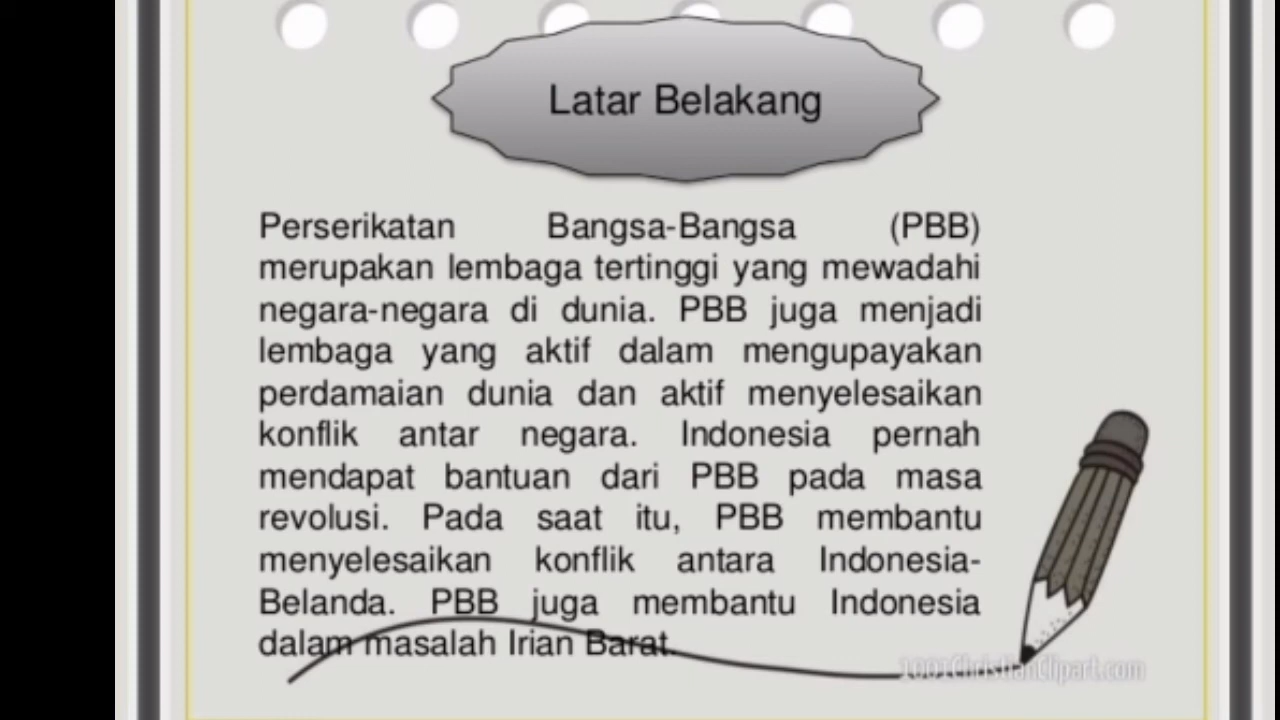 Latar Belakang
Perserikatan Bangsa-Bangsa (PBB)
merupakan lembaga tertinggi yang mewadahi
negara-negara di dunia. PBB juga menjadi
lembaga yang aktif dalam mengupayakan
perdamaian dunia dan aktif menyelesaikan
konflik antar negara. Indonesia pernah
mendapat bantuan dari PBB pada masa
revolusi. Pada saat itu, PBB membantu
menyelesaikan konflik antara Indonesia-
Belanda. PBB juga membantu Indonesia
dalam masalah Irian Barat.
1001ChristianClipart.com